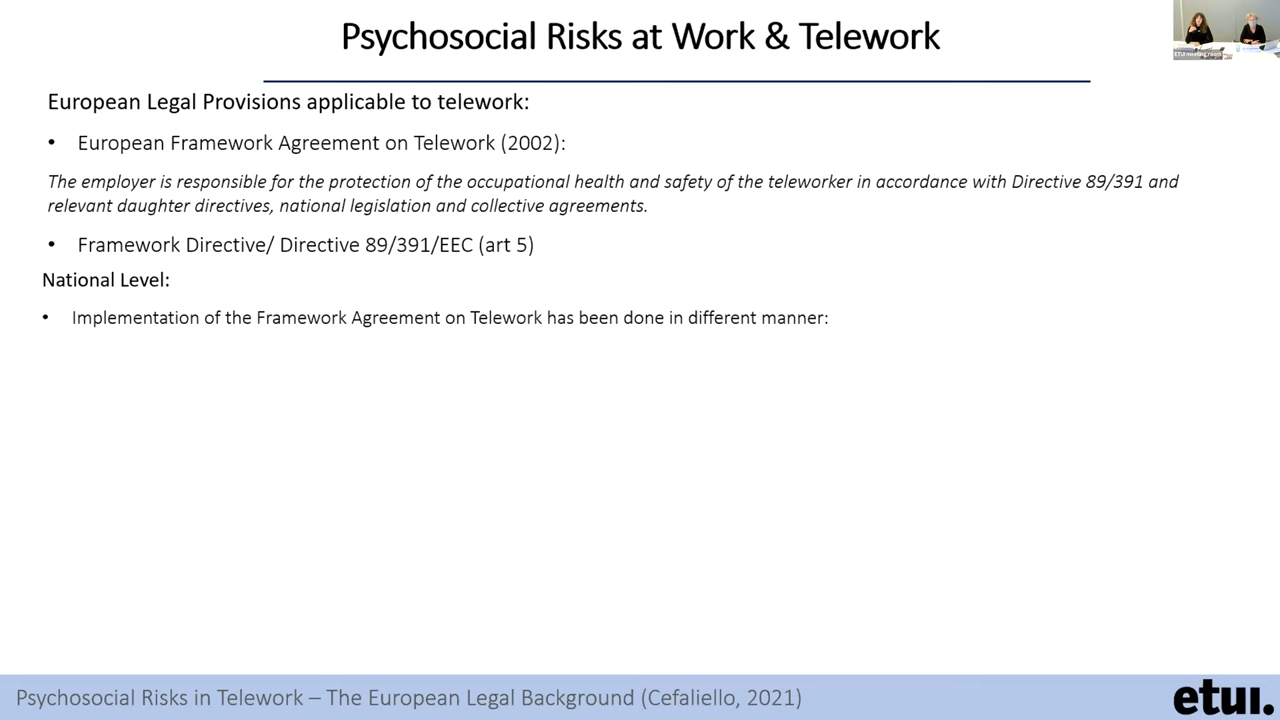 Psychosocial Risks at Work & Telework
ETUI meeting room
European Legal Provisions applicable to telework:
• European Framework Agreement on Telework (2002):
The employer is responsible for the protection of the occupational health and safety of the teleworker in accordance with Directive 89/391 and
relevant daughter directives, national legislation and collective agreements.
• Framework Directive/ Directive 89/391/EEC (art 5)
National Level:
• Implementation of the Framework Agreement on Telework has been done in different manner:
Psychosocial Risks in Telework – The European Legal Background (Cefaliello, 2021)
etui.